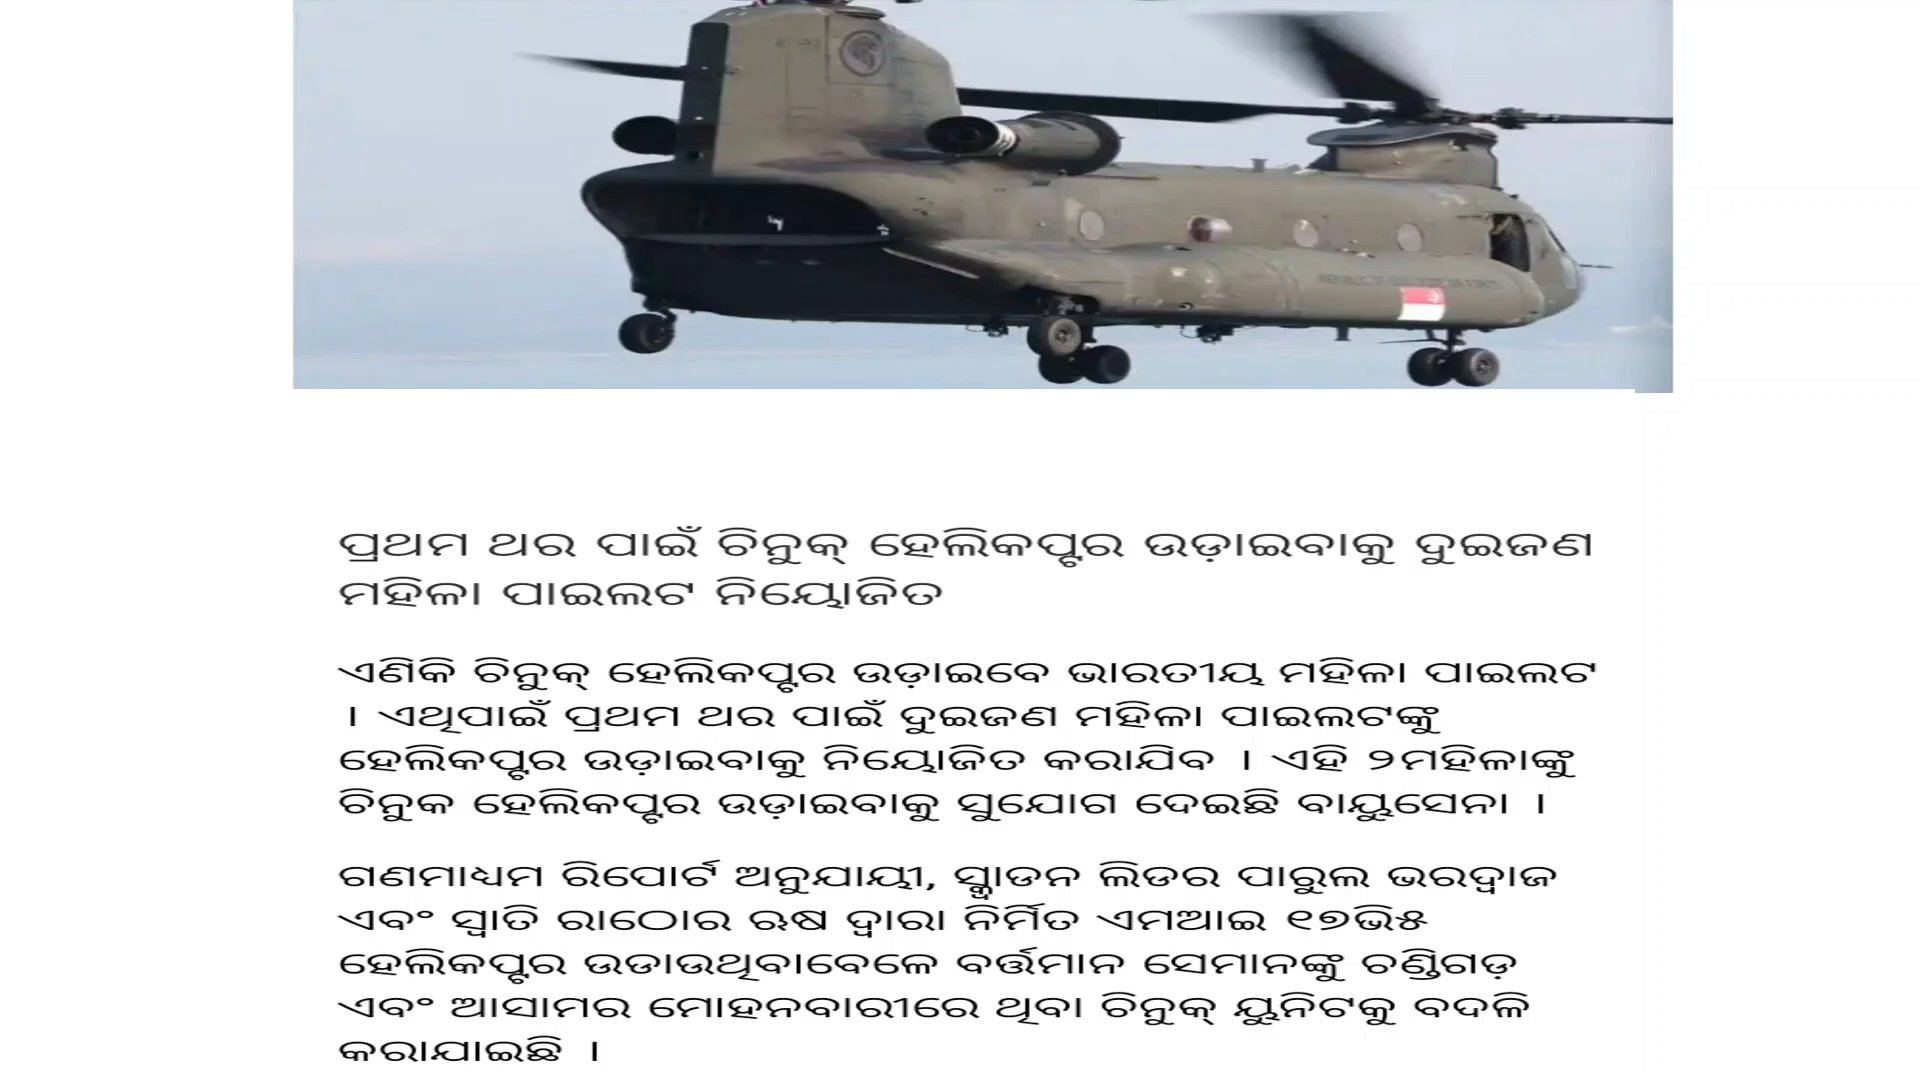 ପ୍ରଥମ ଥର ପାଇଁ ଚିନୁକ୍ ହେଲିକପ୍ଟର ଉଡ଼ାଇବାକୁ ଦୁଇଜଣ
ମହିଳା ପାଇଲଟ ନିୟୋଜିତ
ଏଣିକି ଚିନୁକ୍ ହେଲିକପ୍ଟର ଉଡ଼ାଇବେ ଭାରତୀୟ ମହିଳା ପାଇଲଟ
। ଏଥିପାଇଁ ପ୍ରଥମ ଥର ପାଇଁ ଦୁଇଜଣ ମହିଳା ପାଇଲଟଙ୍କୁ
ହେଲିକପ୍ଟର ଉଡ଼ାଇବାକୁ ନିୟୋଜିତ କରାଯିବ । ଏହି ୨ମହିଳାଙ୍କୁ
ଚିନୁକ ହେଲିକପ୍ଟର ଉଡ଼ାଇବାକୁ ସୁଯୋଗ ଦେଇଛି ବାୟୁସେନା ।
ଗଣମାଧ୍ୟମ ରିପୋର୍ଟ ଅନୁଯାୟୀ, ସ୍କ୍ୱାଡନ ଲିଡର ପାରୁଲ ଭରଦ୍ୱାଜ
ଏବଂ ସ୍ୱାତି ରାଠୋର ଋଷ ଦ୍ୱାରା ନିର୍ମିତ ଏମଆଇ ୧୭ଭି୫
ହେଲିକପ୍ଟର ଉଡାଉଥିବାବେଳେ ବର୍ତ୍ତମାନ ସେମାନଙ୍କୁ ଚଣ୍ଡିଗଡ଼
ଏବଂ ଆସାମର ମୋହନବାରୀରେ ଥିବା ଚିନୁକ୍ ୟୁନିଟକୁ ବଦଳି
କରାଯାଇଛି ।